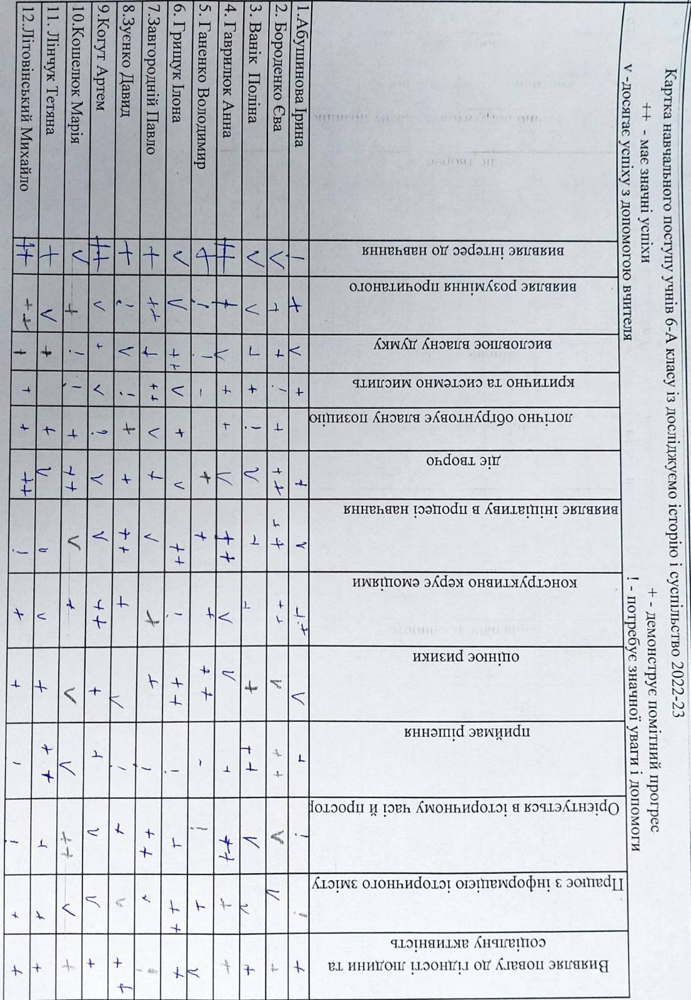 Картка навчального поступу учнів 6-А класу із досліджуємо історію і суспільство 2022-23
++ - має значні успіхи + - демонструє помітний прогрес
v -досягає успіху з допомогою вчителя ! - потребує значної уваги і допомоги
виявляє інтерес до навчання
виявляє розуміння прочитаного
висловлює власну думку
критично та системно мислить
логічно обґрунтовує власну позицію
діє творчо
виявляє ініціативу в процесі навчання
конструктивно керує емоціями
оцінює ризики
приймає рішення
Орієнтується в історичному часі й простор
Працює з інформацією історичного змісту
Виявляє повагу до гідності людини та
соціальну активність
1.Абушинова Ірина ! + v + + v ++ v + ! ! +
2. Бороденко Єва v + + ! + ++ ++ ++ v ++ v v +
3. Ванік Поліна v v + + ! v + + + ++ v v +
4. Гаврилюк Анна ++ + v + + v ++ v v + ++ + +
5. Ганенко Володимир + ! ! - + + + ++ - ! + v
6. Грищук Ілона v v ++ v + v ++ ! ++ ! + ++ +
7.Завгородній Павло + ++ + ++ v + v + + ! ++ v !
8.Зуєнко Давид + ! v ! + + ++ + v ! + v ++
9.Когут Артем ++ v + v ? v v ++ + + v v +
10.Кошелюк Марія v + ! ! + ++ v + v v ++ v +
11. Лінчук Тетяна + v + + v v v + ++ + + +
12.Літовінський Михайло ++ ++ + + + ++ ! + + ! ! + +